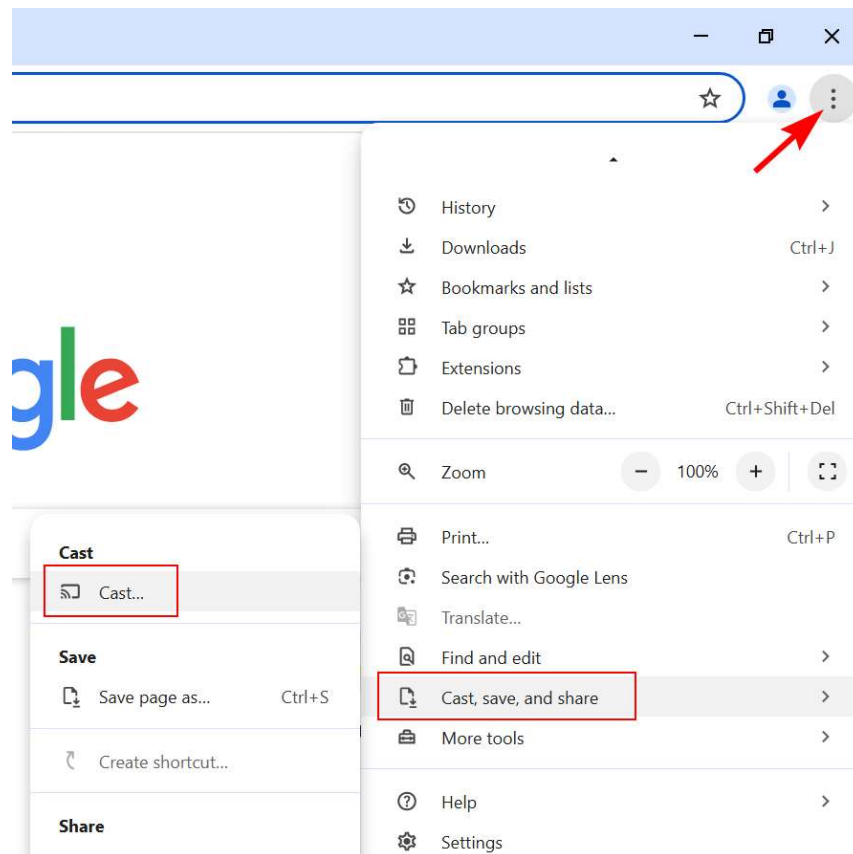 History
Downloads Ctrl+J
Bookmarks and lists
Tab groups
Extensions
Delete browsing data... Ctrl+Shift+Del
gle
Zoom − 100% +
Print... Ctrl+P
Search with Google Lens
Translate...
Find and edit
Cast, save, and share
More tools
Help
Settings
Cast
Cast...
Save
Save page as... Ctrl+S
Create shortcut...
Share